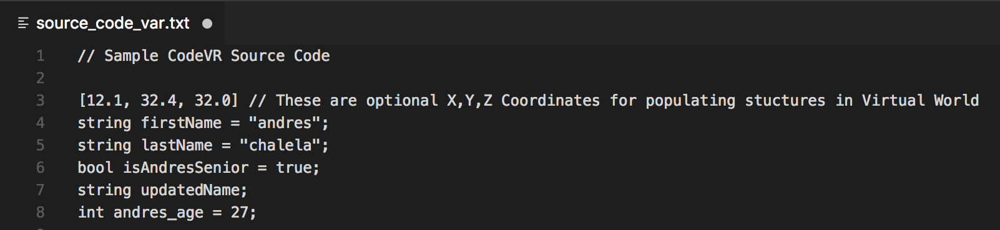 source_code_var.txt
1 // Sample CodeVR Source Code
2
3 [12.1, 32.4, 32.0] // These are optional X,Y,Z Coordinates for populating stuctures in Virtual World
4 string firstName = "andres";
5 string lastName = "chalela";
6 bool isAndresSenior = true;
7 string updatedName;
8 int andres_age = 27;